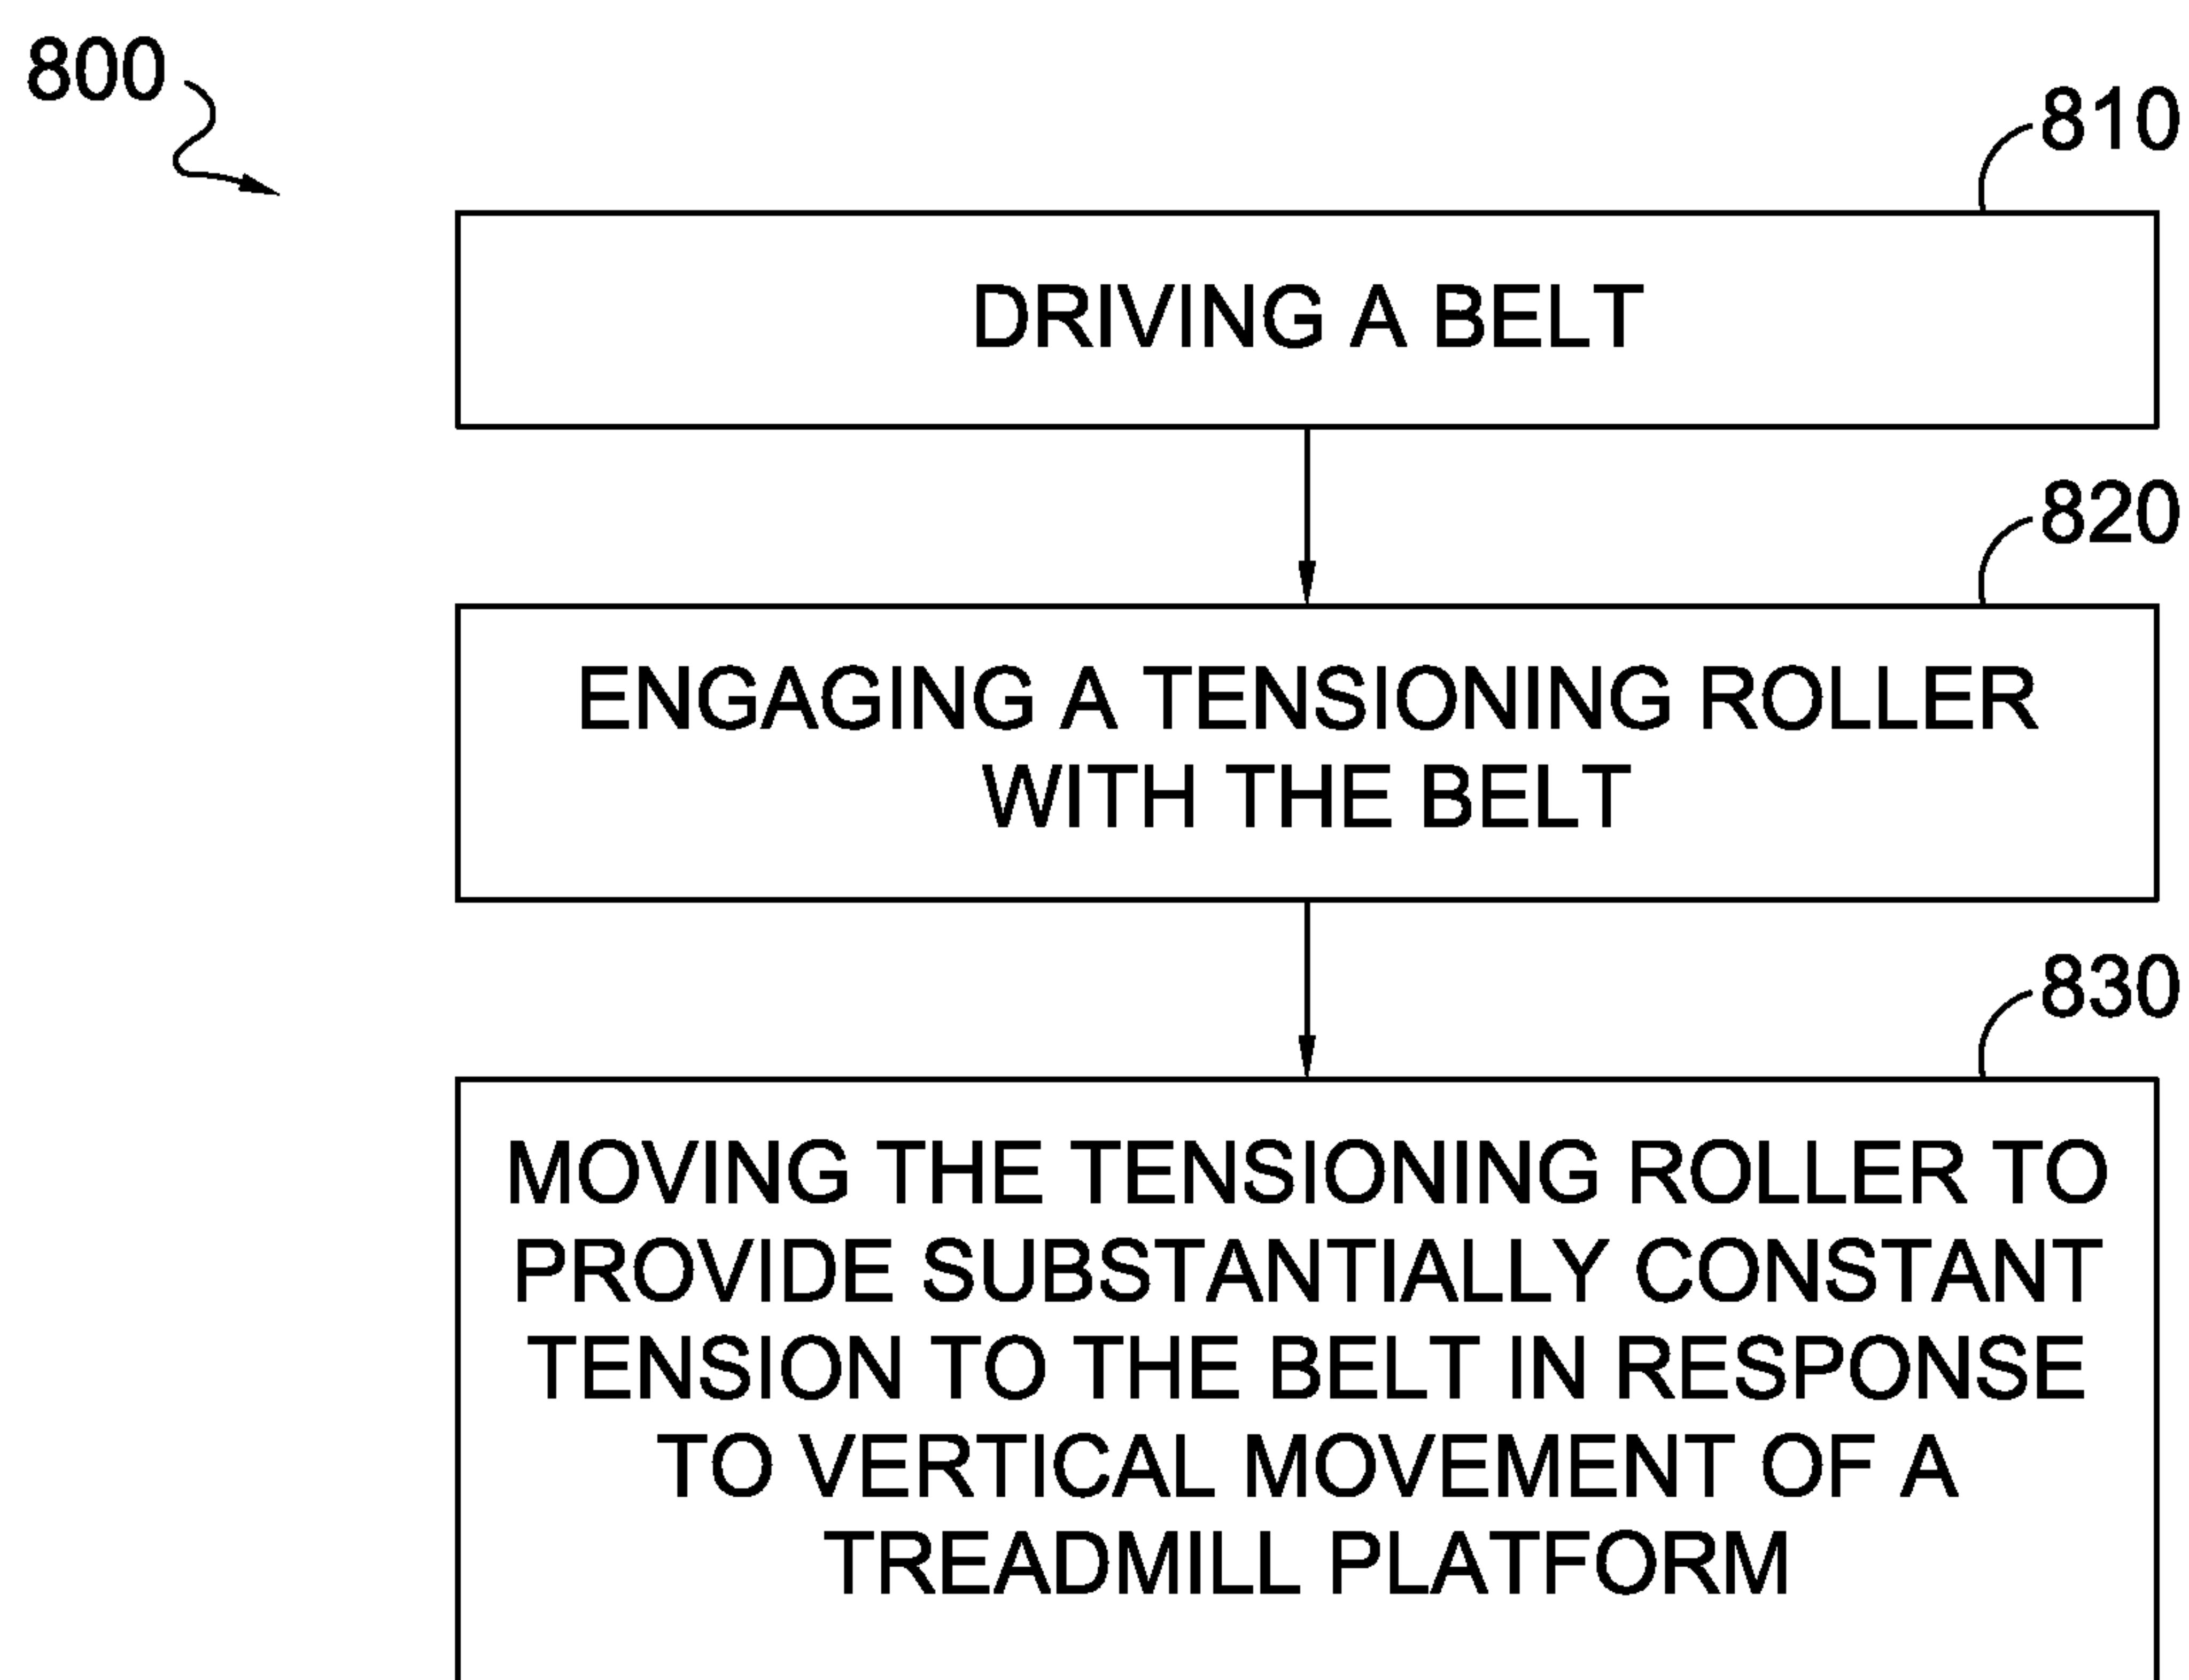 800
810
DRIVING A BELT
820
ENGAGING A TENSIONING ROLLER
WITH THE BELT
830
MOVING THE TENSIONING ROLLER TO
PROVIDE SUBSTANTIALLY CONSTANT
TENSION TO THE BELT IN RESPONSE
TO VERTICAL MOVEMENT OF A
TREADMILL PLATFORM